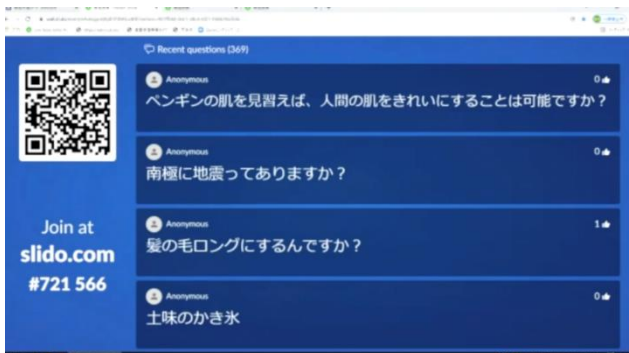 Recent questions (369)
Anonymous
0
ペンギンの肌を見習えば、人間の肌をきれいにすることは可能ですか？
Anonymous
0
南極に地震ってありますか？
Anonymous
1
髪の毛ロングにするんですか？
Anonymous
0
土味のかき氷
Join at
slido.com
#721 566